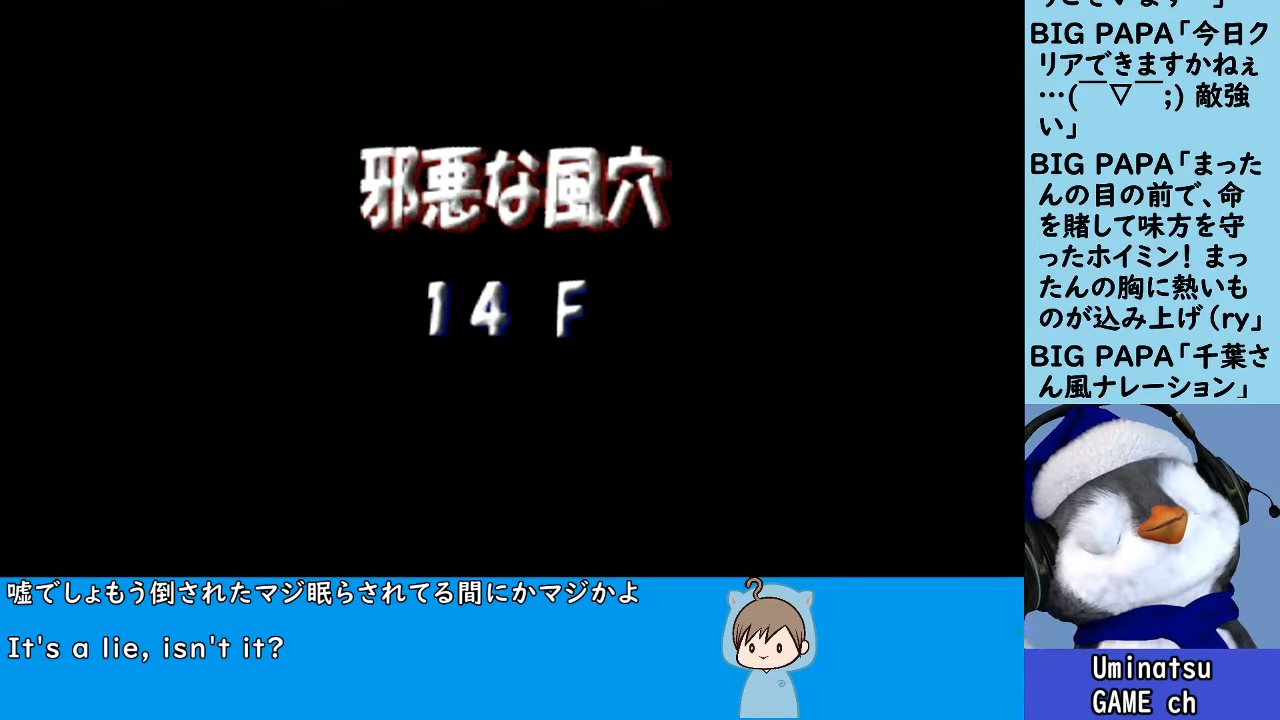 邪悪な風穴
14 F
うございます 」
BIG PAPA「今日ク
リアできますかねぇ
…(￣▽￣;) 敵強
い」
BIG PAPA「まった
んの目の前で、命
を賭して味方を守
ったホイミン! まっ
たんの胸に熱いも
のが込み上げ(ry」
BIG PAPA「千葉さ
ん風ナレーション」
嘘でしょもう倒されたマジ眠らされてる間にかマジかよ
It's a lie, isn't it?
Uminatsu
GAME ch